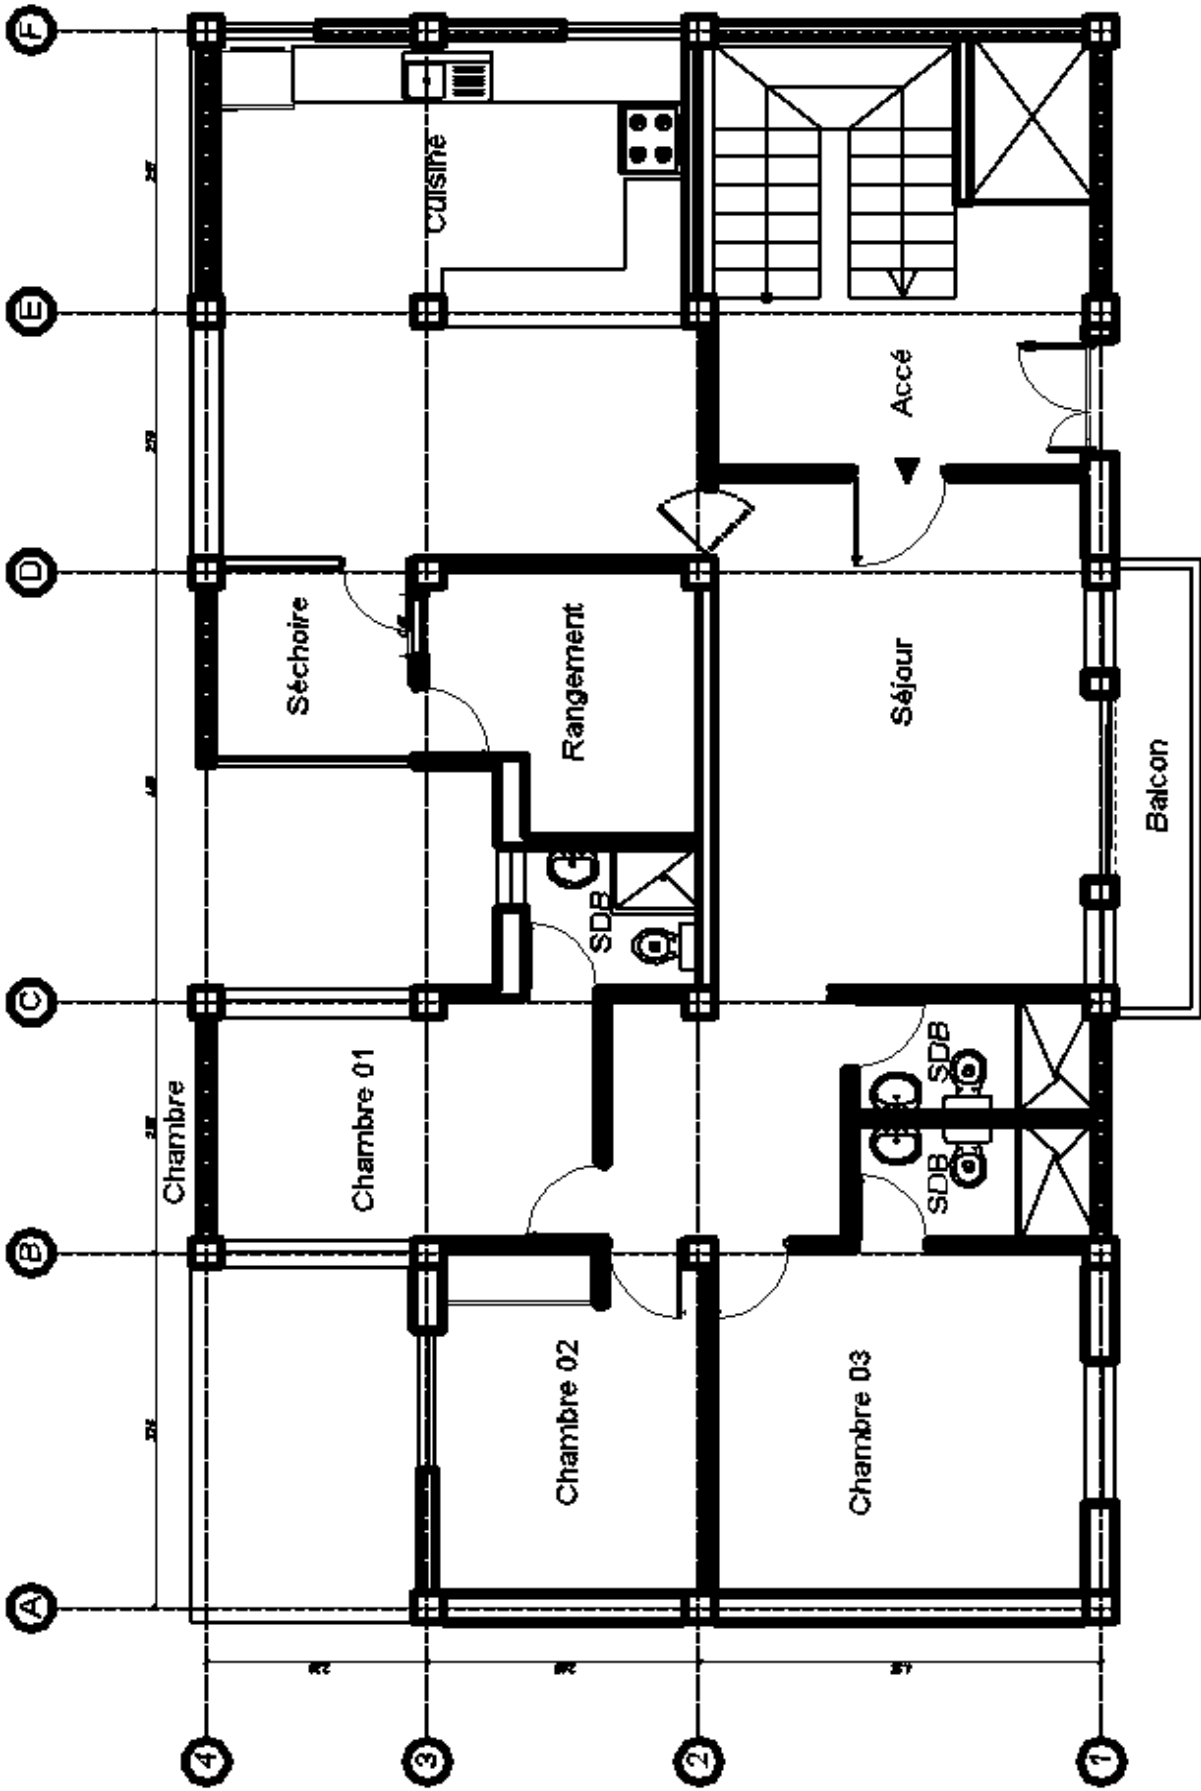 A
B
C
D
E
F
Chambre
Chambre 01
Séchoire
Cuisine
Chambre 02
SDB
Rangement
Chambre 03
SDB
SDB
Séjour
Accé
Balcon
4
3
2
1